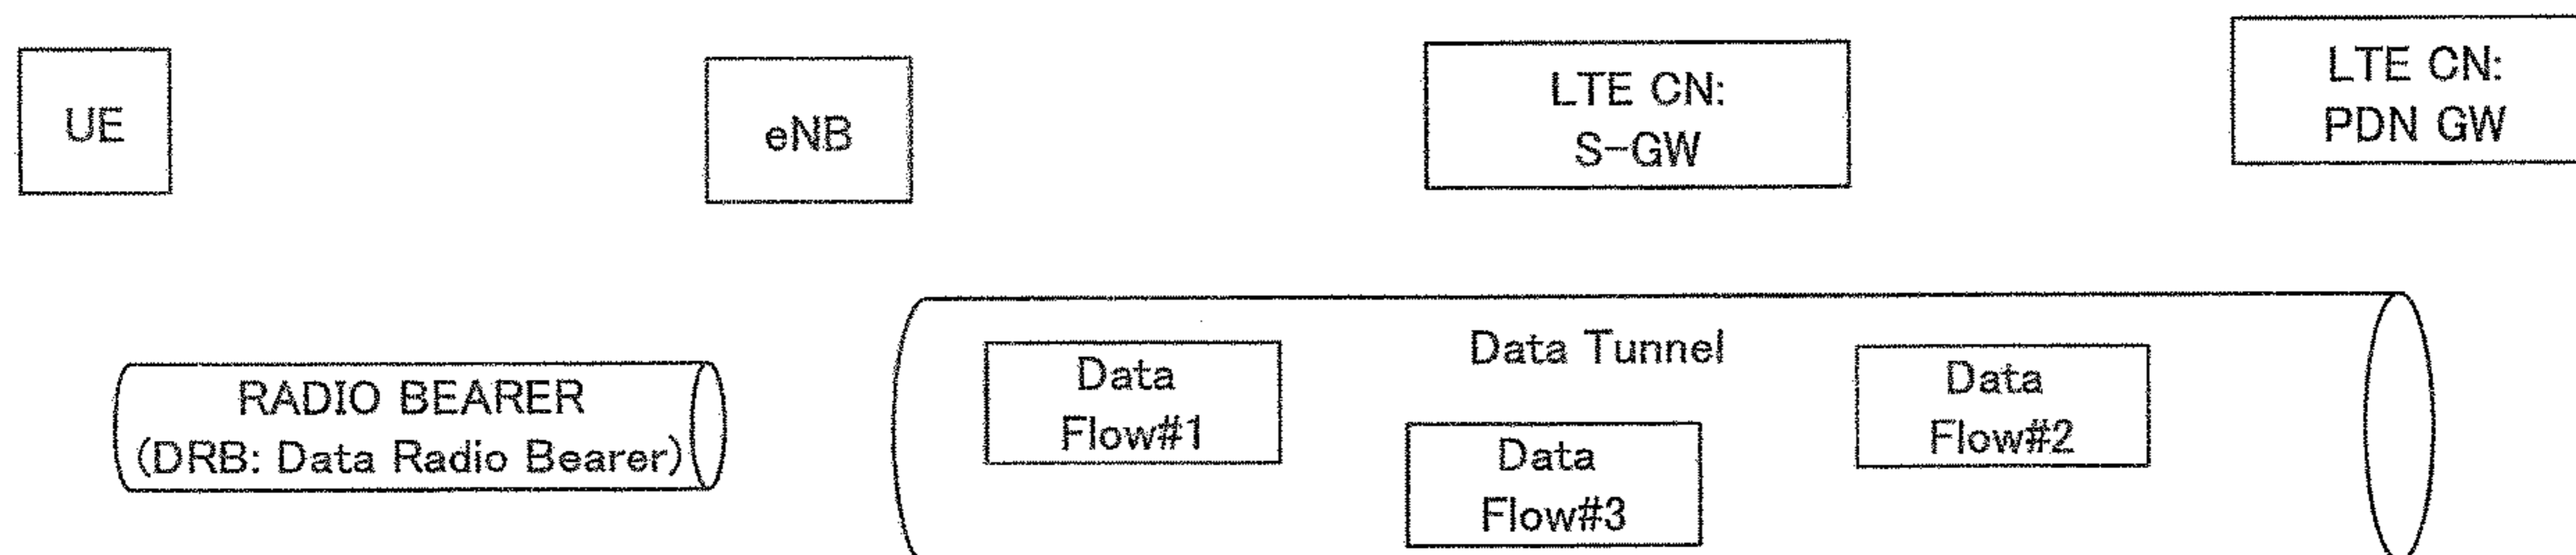 UE
eNB
LTE CN:
S-GW
LTE CN:
PDN GW
RADIO BEARER
(DRB: Data Radio Bearer)
Data Tunnel
Data
Flow#1
Data
Flow#3
Data
Flow#2